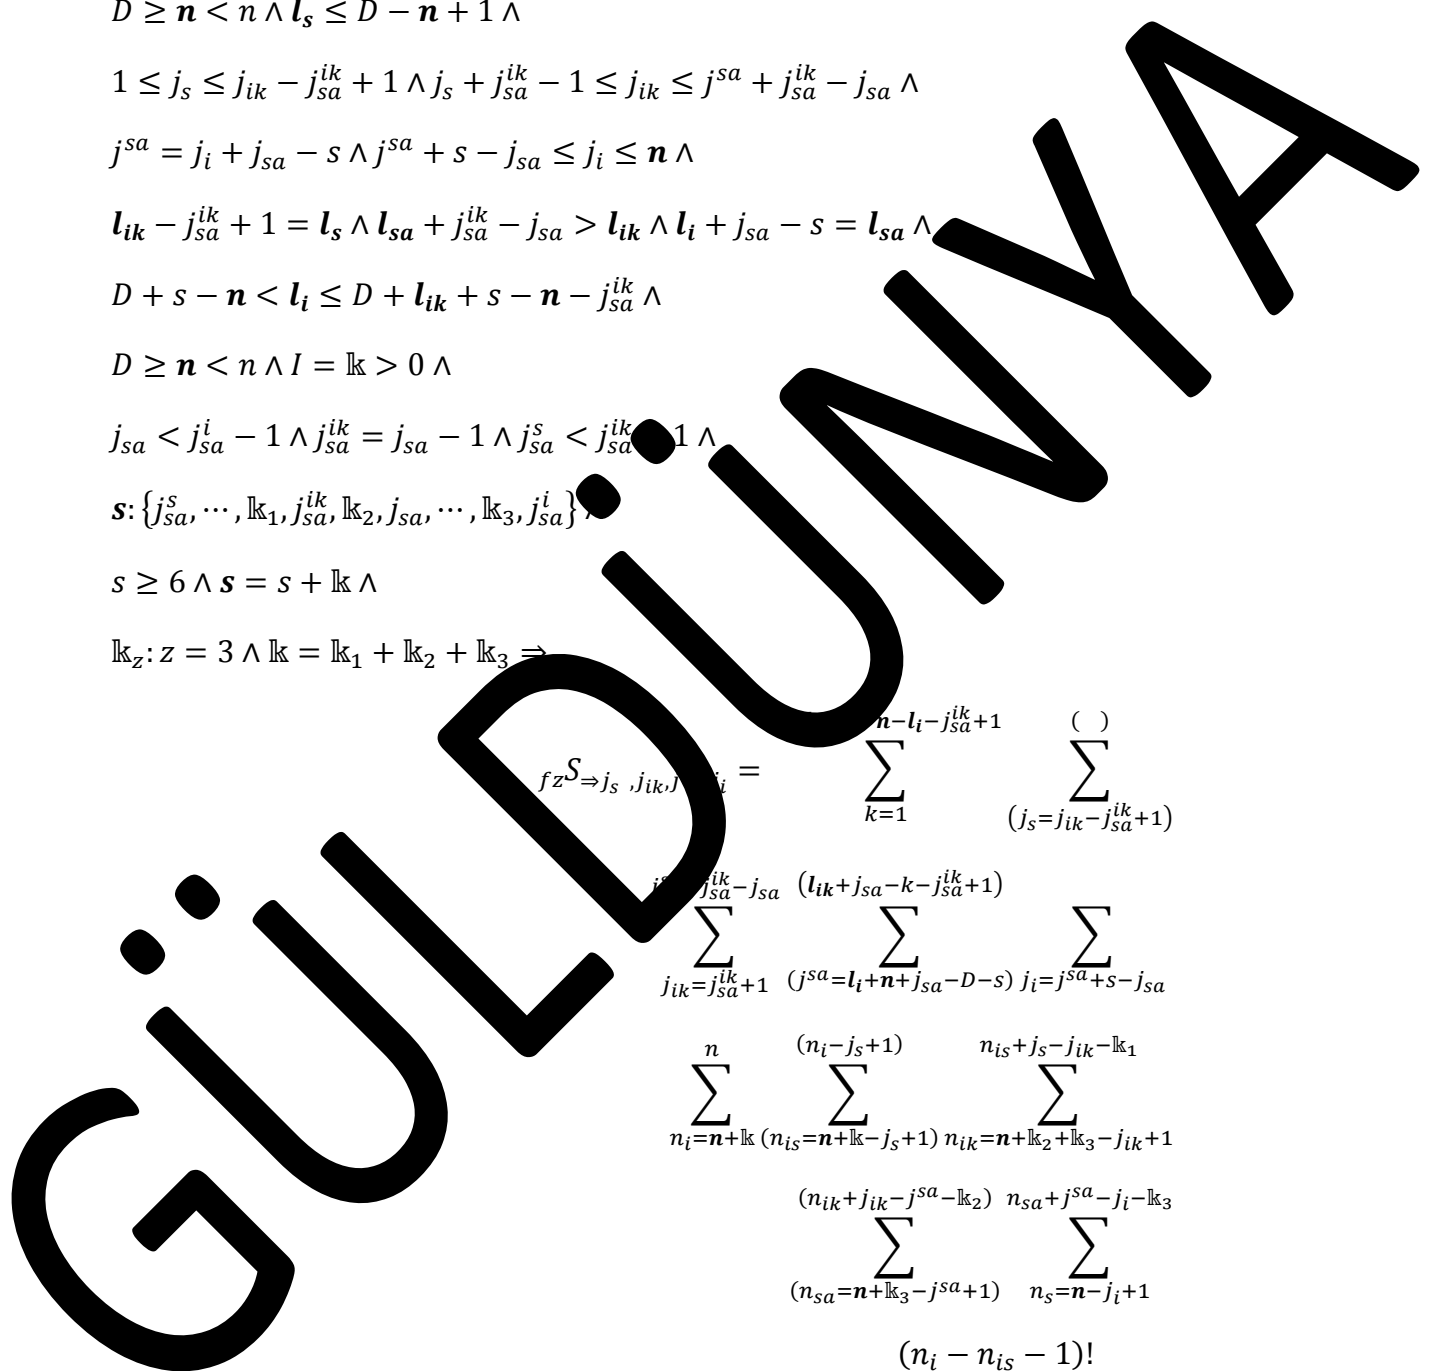 D ≥ n < n ∧ l_s ≤ D − n + 1 ∧
1 ≤ j_s ≤ j_ik − j_sa^ik + 1 ∧ j_s + j_sa^ik − 1 ≤ j_ik ≤ j^sa + j_sa^ik − j_sa ∧
j^sa = j_i + j_sa − s ∧ j^sa + s − j_sa ≤ j_i ≤ n ∧
l_ik − j_sa^ik + 1 = l_s ∧ l_sa + j_sa^ik − j_sa > l_ik ∧ l_i + j_sa − s = l_sa ∧
D + s − n < l_i ≤ D + l_ik + s − n − j_sa^ik ∧
D ≥ n < n ∧ I = 𝕜 > 0 ∧
j_sa < j_sa^i − 1 ∧ j_sa^ik = j_sa − 1 ∧ j_sa^s < j_sa^ik 1 ∧
s: {j_sa^s, ⋯, 𝕜_1, j_sa^ik, 𝕜_2, j_sa, ⋯, 𝕜_3, j_sa^i}
s ≥ 6 ∧ s = s + 𝕜 ∧
𝕜_z: z = 3 ∧ 𝕜 = 𝕜_1 + 𝕜_2 + 𝕜_3 ⇒
n−l_i−j_sa^ik+1 ( )
fzS_⇒j_s ,j_ik, i = ∑ ∑
k=1 (j_s=j_ik−j_sa^ik+1)
j_sa^ik−j_sa (l_ik+j_sa−k−j_sa^ik+1)
∑ ∑ ∑
j_ik=j_sa^ik+1 (j^sa=l_i+n+j_sa−D−s) j_i=j^sa+s−j_sa
n (n_i−j_s+1) n_is+j_s−j_ik−𝕜_1
∑ ∑ ∑
n_i=n+𝕜 (n_is=n+𝕜−j_s+1) n_ik=n+𝕜_2+𝕜_3−j_ik+1
(n_ik+j_ik−j^sa−𝕜_2) n_sa+j^sa−j_i−𝕜_3
∑ ∑
(n_sa=n+𝕜_3−j^sa+1) n_s=n−j_i+1
(n_i − n_is − 1)!
GÜLDÜNYA